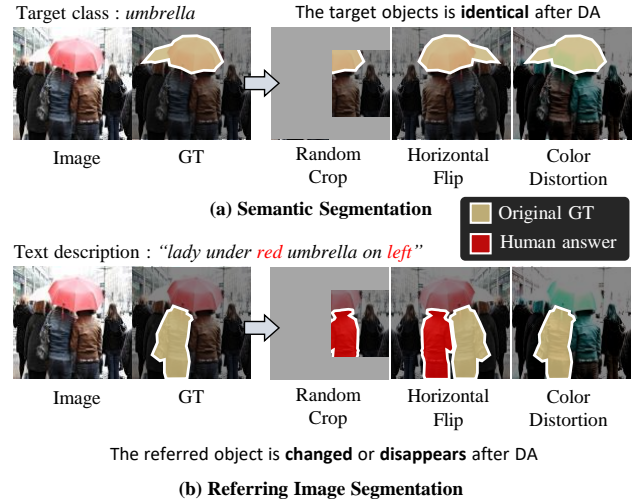 Target class : umbrella
The target objects is identical after DA
Image
GT
Random
Crop
Horizontal
Flip
Color
Distortion
(a) Semantic Segmentation
Original GT
Human answer
Text description : “lady under red umbrella on left”
Image
GT
Random
Crop
Horizontal
Flip
Color
Distortion
The referred object is changed or disappears after DA
(b) Referring Image Segmentation